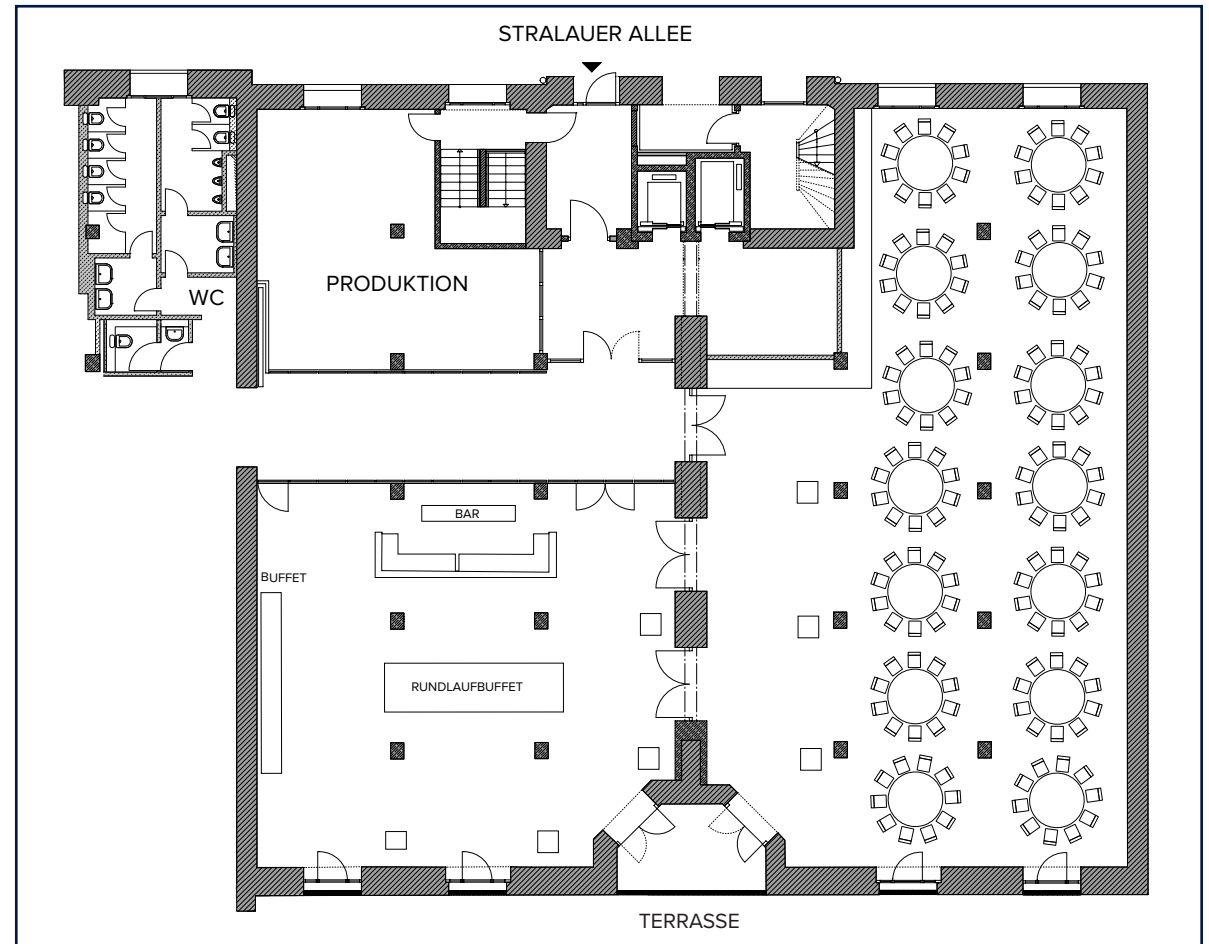 STRALAUER ALLEE
PRODUKTION
WC
BAR
BUFFET
RUNDLAUFBUFFET
TERRASSE